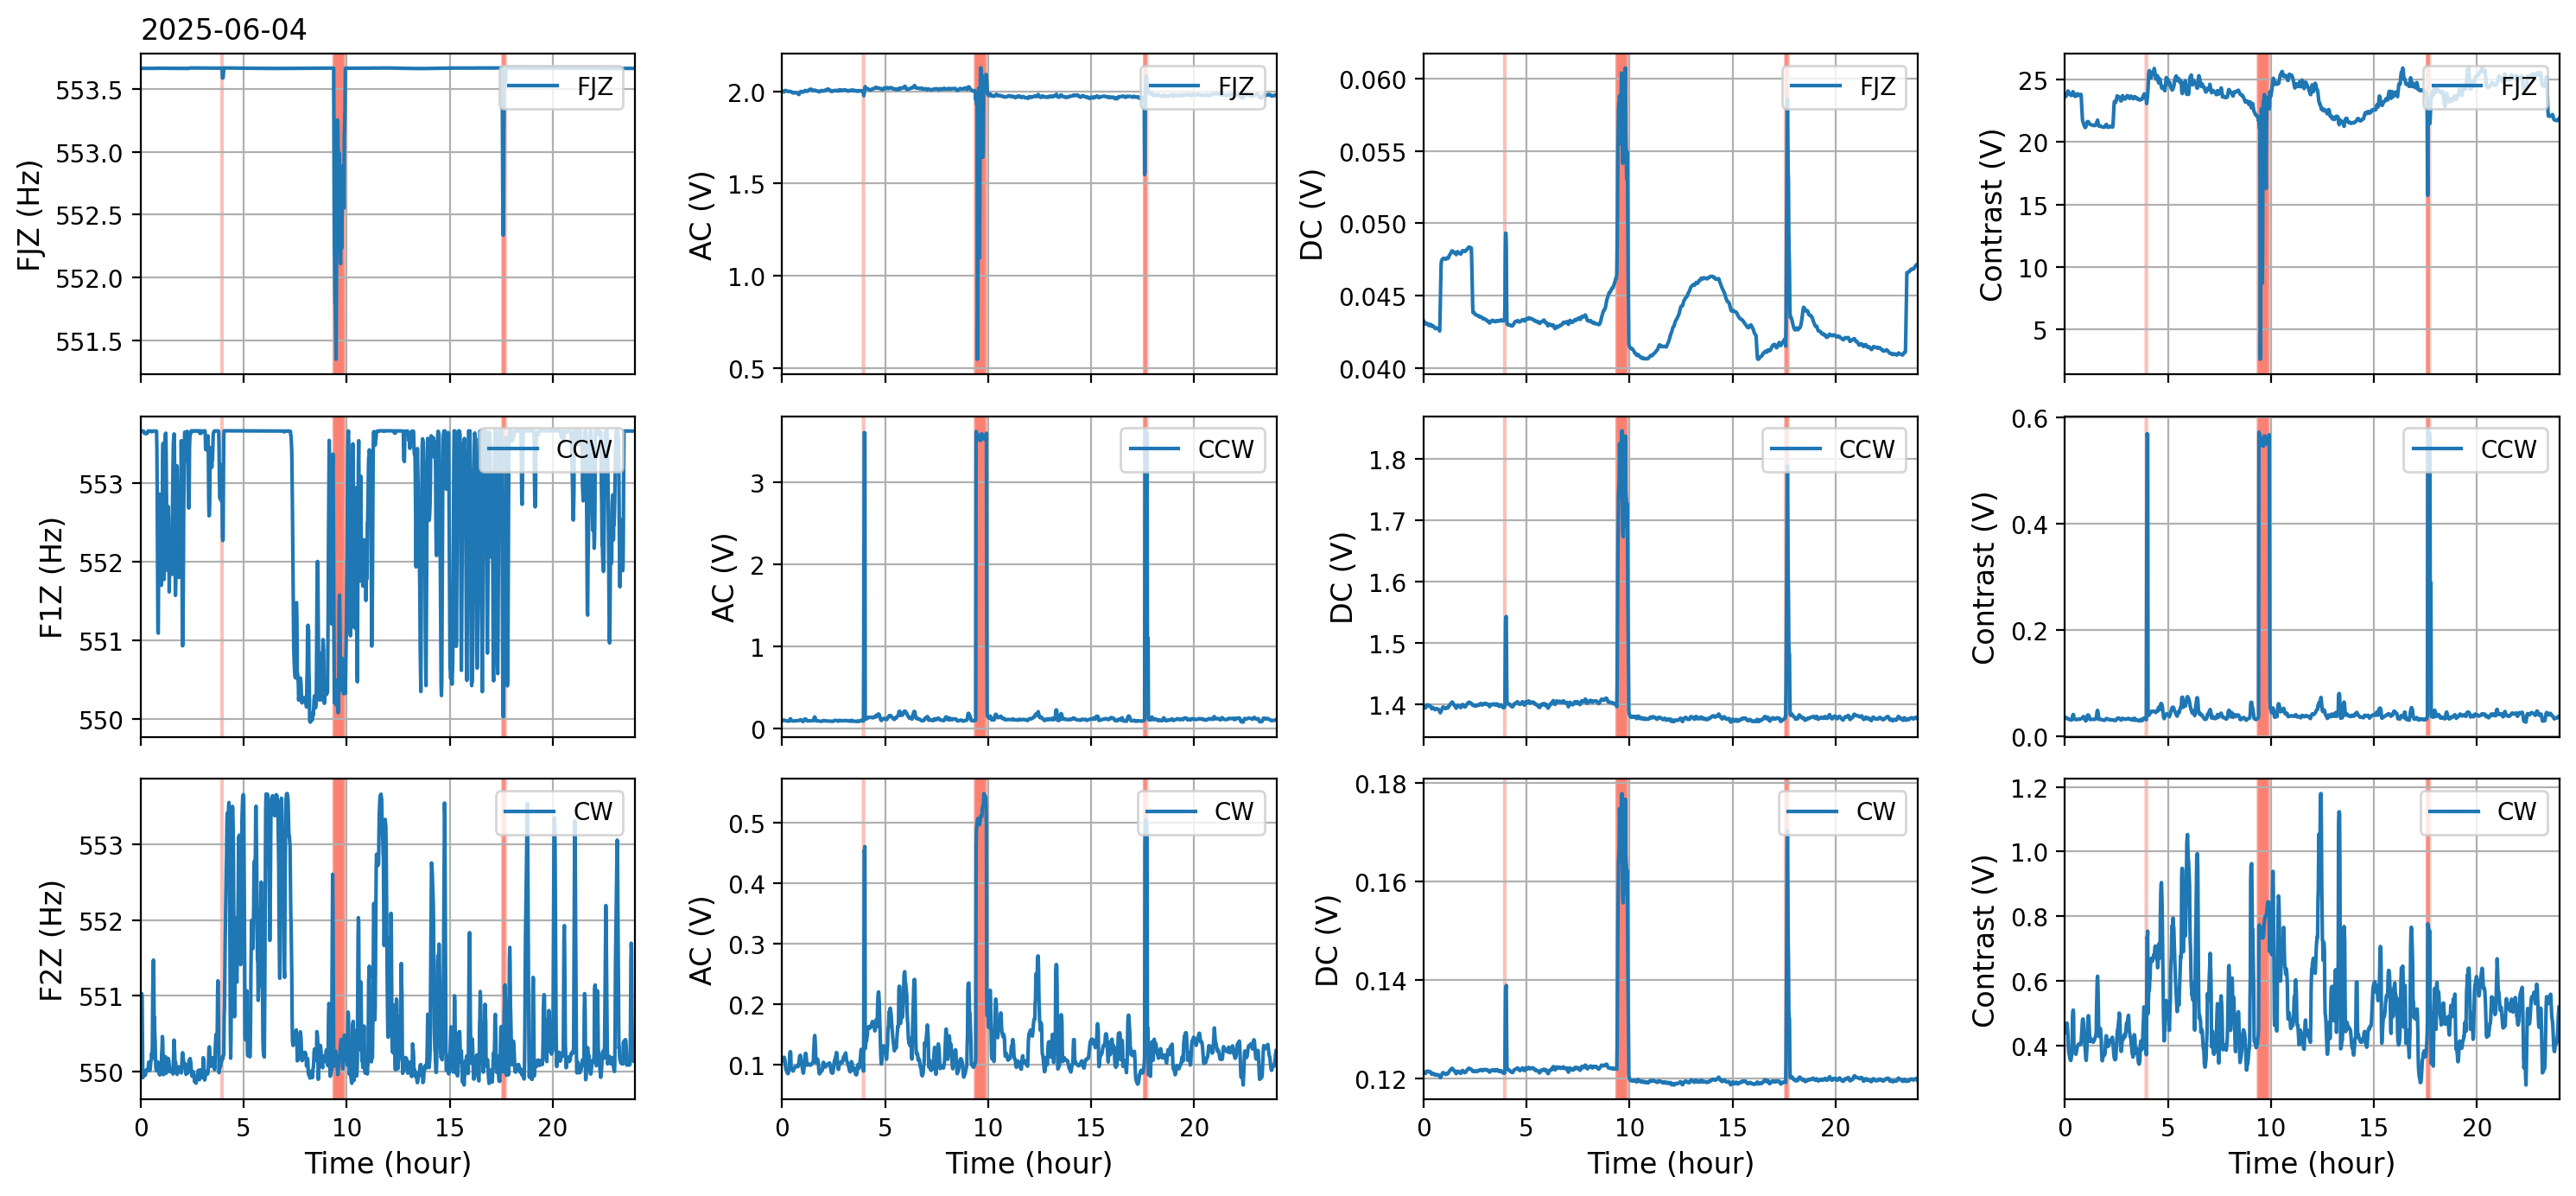 2025-06-04
FJZ (Hz)
553.5
553.0
552.5
552.0
551.5
FJZ
AC (V)
2.0
1.5
1.0
0.5
FJZ
DC (V)
0.060
0.055
0.050
0.045
0.040
FJZ
Contrast (V)
25
20
15
10
5
FJZ
F1Z (Hz)
553
552
551
550
CCW
AC (V)
3
2
1
0
CCW
DC (V)
1.8
1.7
1.6
1.5
1.4
CCW
Contrast (V)
0.6
0.4
0.2
0.0
CCW
F2Z (Hz)
553
552
551
550
CW
0 5 10 15 20
Time (hour)
AC (V)
0.5
0.4
0.3
0.2
0.1
CW
0 5 10 15 20
Time (hour)
DC (V)
0.18
0.16
0.14
0.12
CW
0 5 10 15 20
Time (hour)
Contrast (V)
1.2
1.0
0.8
0.6
0.4
CW
0 5 10 15 20
Time (hour)